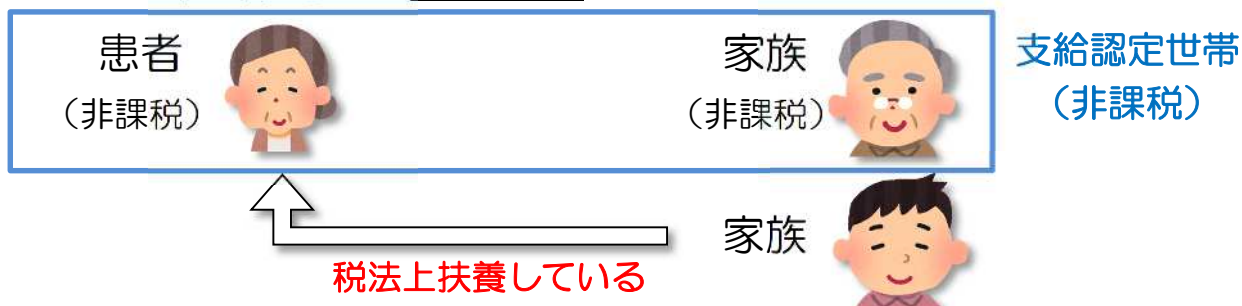 患者
（非課税）
家族
（非課税）
支給認定世帯
（非課税）
家族
税法上扶養している